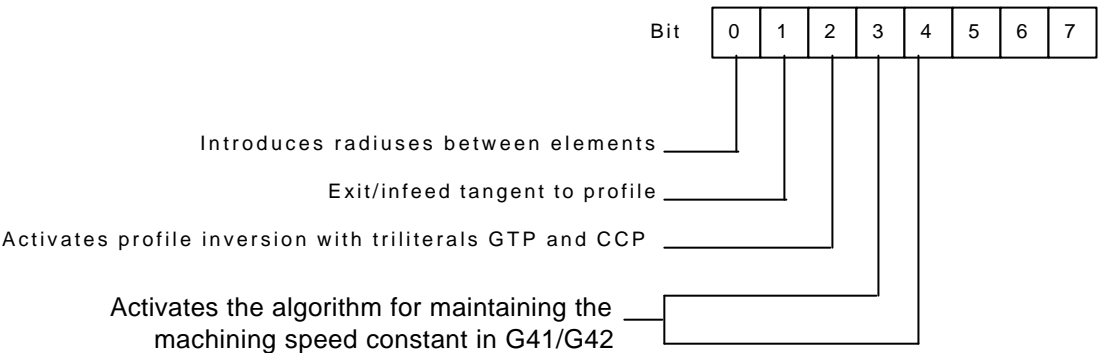 Bit 0 1 2 3 4 5 6 7
Introduces radiuses between elements
Exit/infeed tangent to profile
Activates profile inversion with triliterals GTP and CCP
Activates the algorithm for maintaining the
machining speed constant in G41/G42